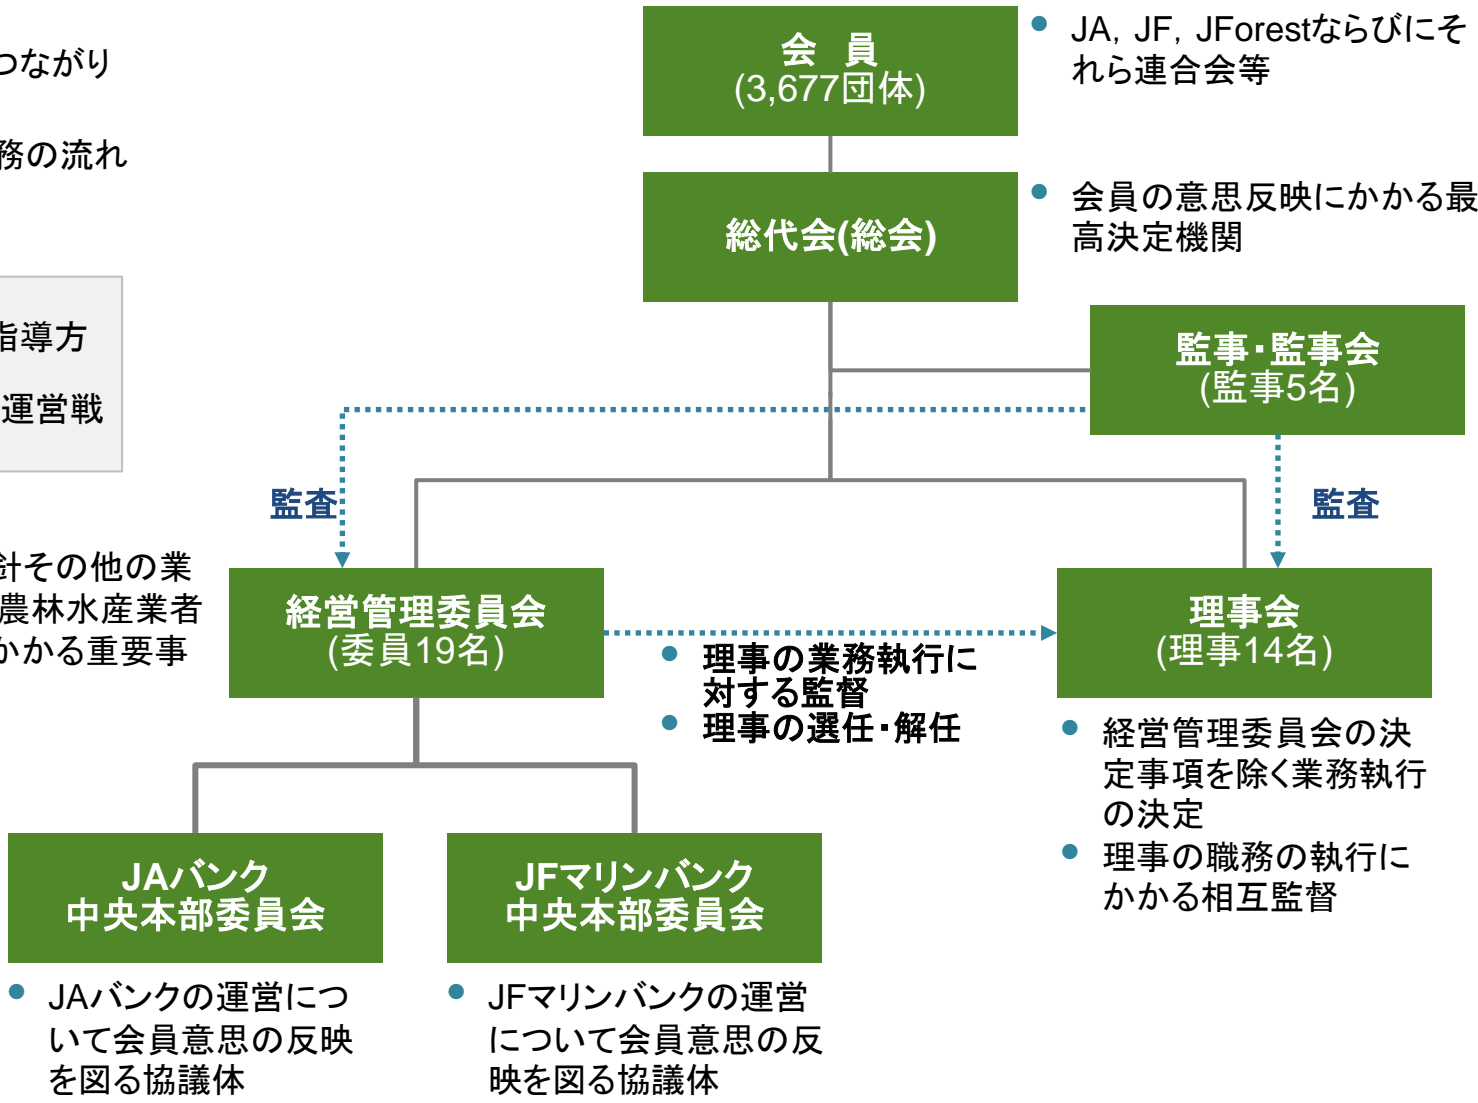 会 員
(3,677団体)
JA, JF, JForestならびにそ
れら連合会等
つながり
務の流れ
総代会(総会)
会員の意思反映にかかる最
高決定機関
指導方
運営戦
監事・監事会
(監事5名)
監査
監査
針その他の業
農林水産業者
かかる重要事
経営管理委員会
(委員19名)
理事の業務執行に
対する監督
理事の選任・解任
理事会
(理事14名)
経営管理委員会の決
定事項を除く業務執行
の決定
理事の職務の執行に
かかる相互監督
JAバンク
中央本部委員会
JFマリンバンク
中央本部委員会
JAバンクの運営につ
いて会員意思の反映
を図る協議体
JFマリンバンクの運営
について会員意思の反
映を図る協議体